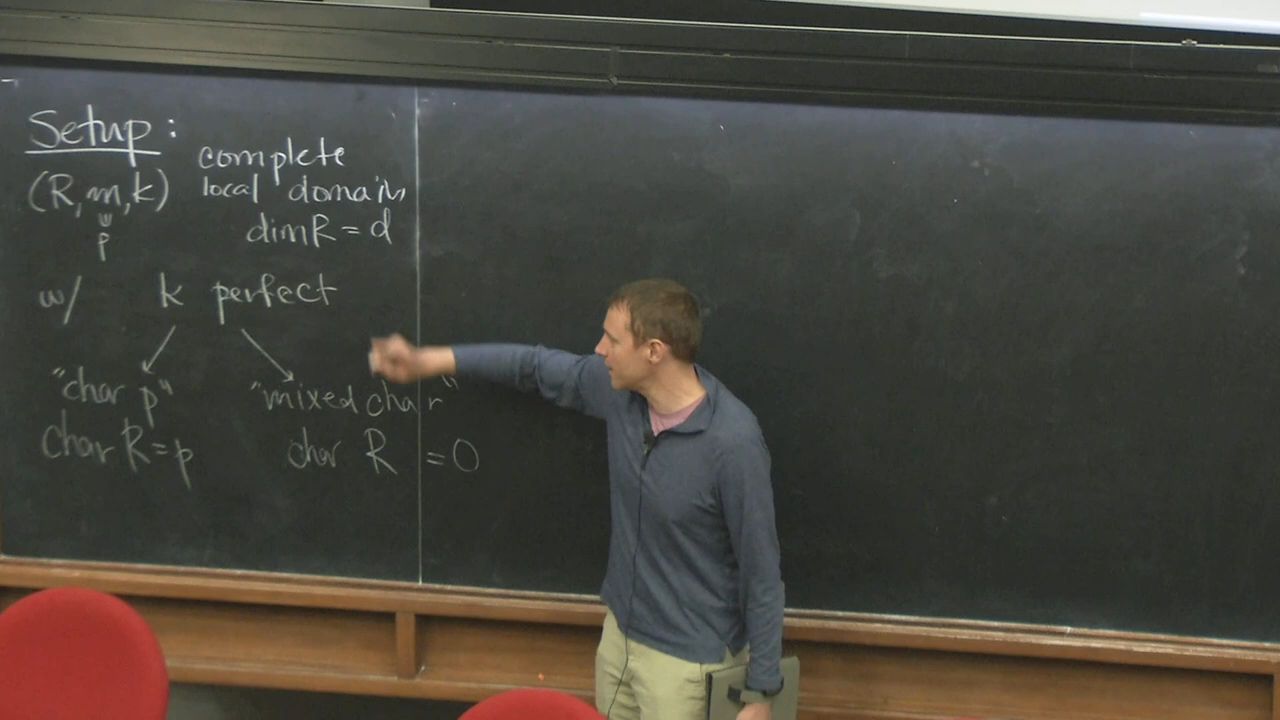 Setup:
complete
(R, m, k) local domain,
dim R = d
p
w/ k perfect
"char p" "mixed char"
char R = p char R = 0